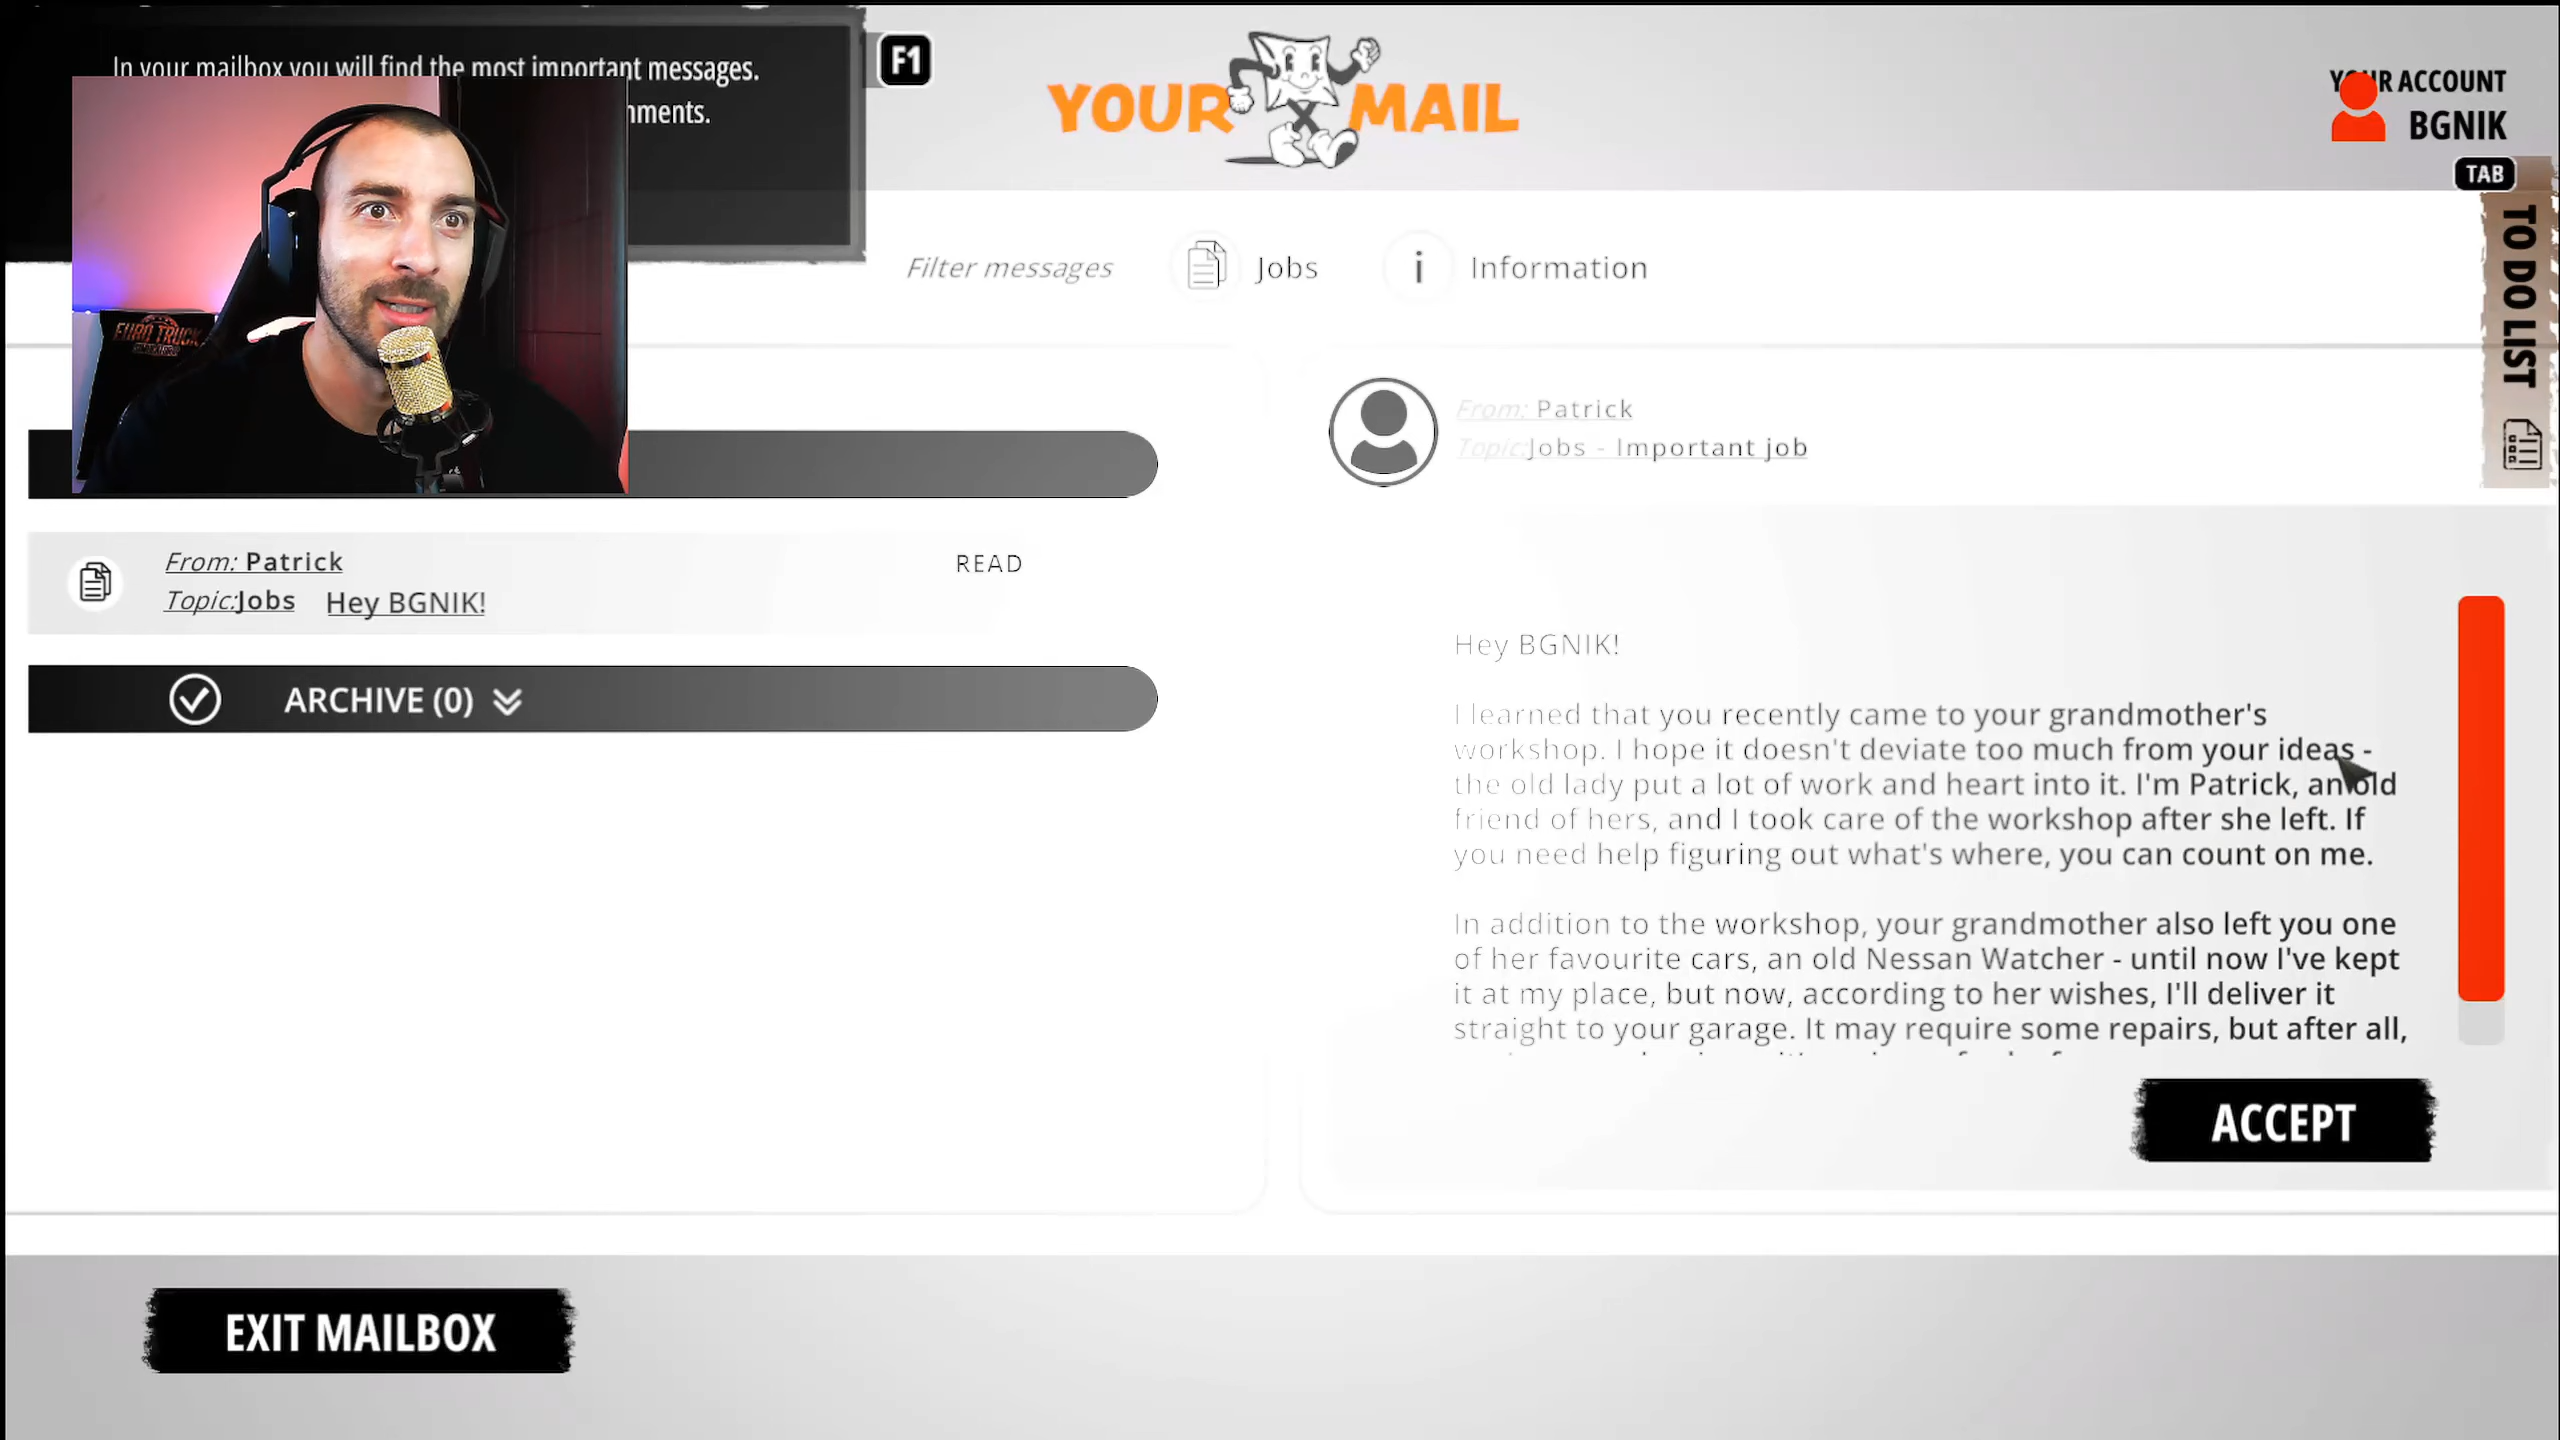 In your mailbox you will find the most important messages.
nments.
F1
YOUR MAIL
YOUR ACCOUNT
BGNIK
TAB
TO DO LIST
Filter messages
Jobs
i Information
EURO TRUCK
From: Patrick
Topic:Jobs - Important job
From: Patrick
READ
Topic:Jobs Hey BGNIK!
ARCHIVE (0)
Hey BGNIK!
I learned that you recently came to your grandmother's
workshop. I hope it doesn't deviate too much from your ideas -
the old lady put a lot of work and heart into it. I'm Patrick, an old
friend of hers, and I took care of the workshop after she left. If
you need help figuring out what's where, you can count on me.
In addition to the workshop, your grandmother also left you one
of her favourite cars, an old Nessan Watcher - until now I've kept
it at my place, but now, according to her wishes, I'll deliver it
straight to your garage. It may require some repairs, but after all,
ACCEPT
EXIT MAILBOX